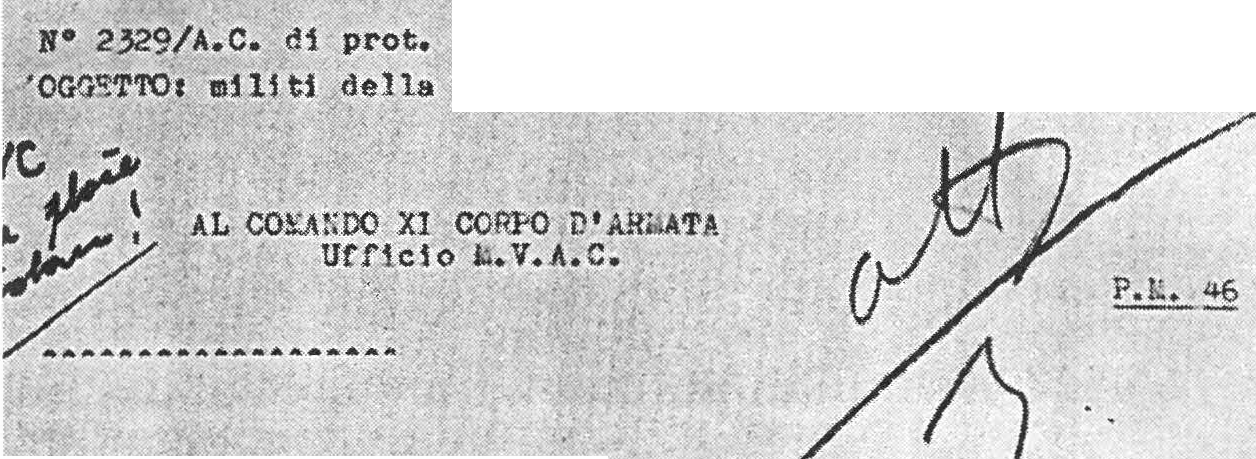 N° 2329/A.C. di prot.
OGGETTO: militi della
AL COMANDO XI CORPO D'ARMATA
Ufficio M.V.A.C.
P.M. 46